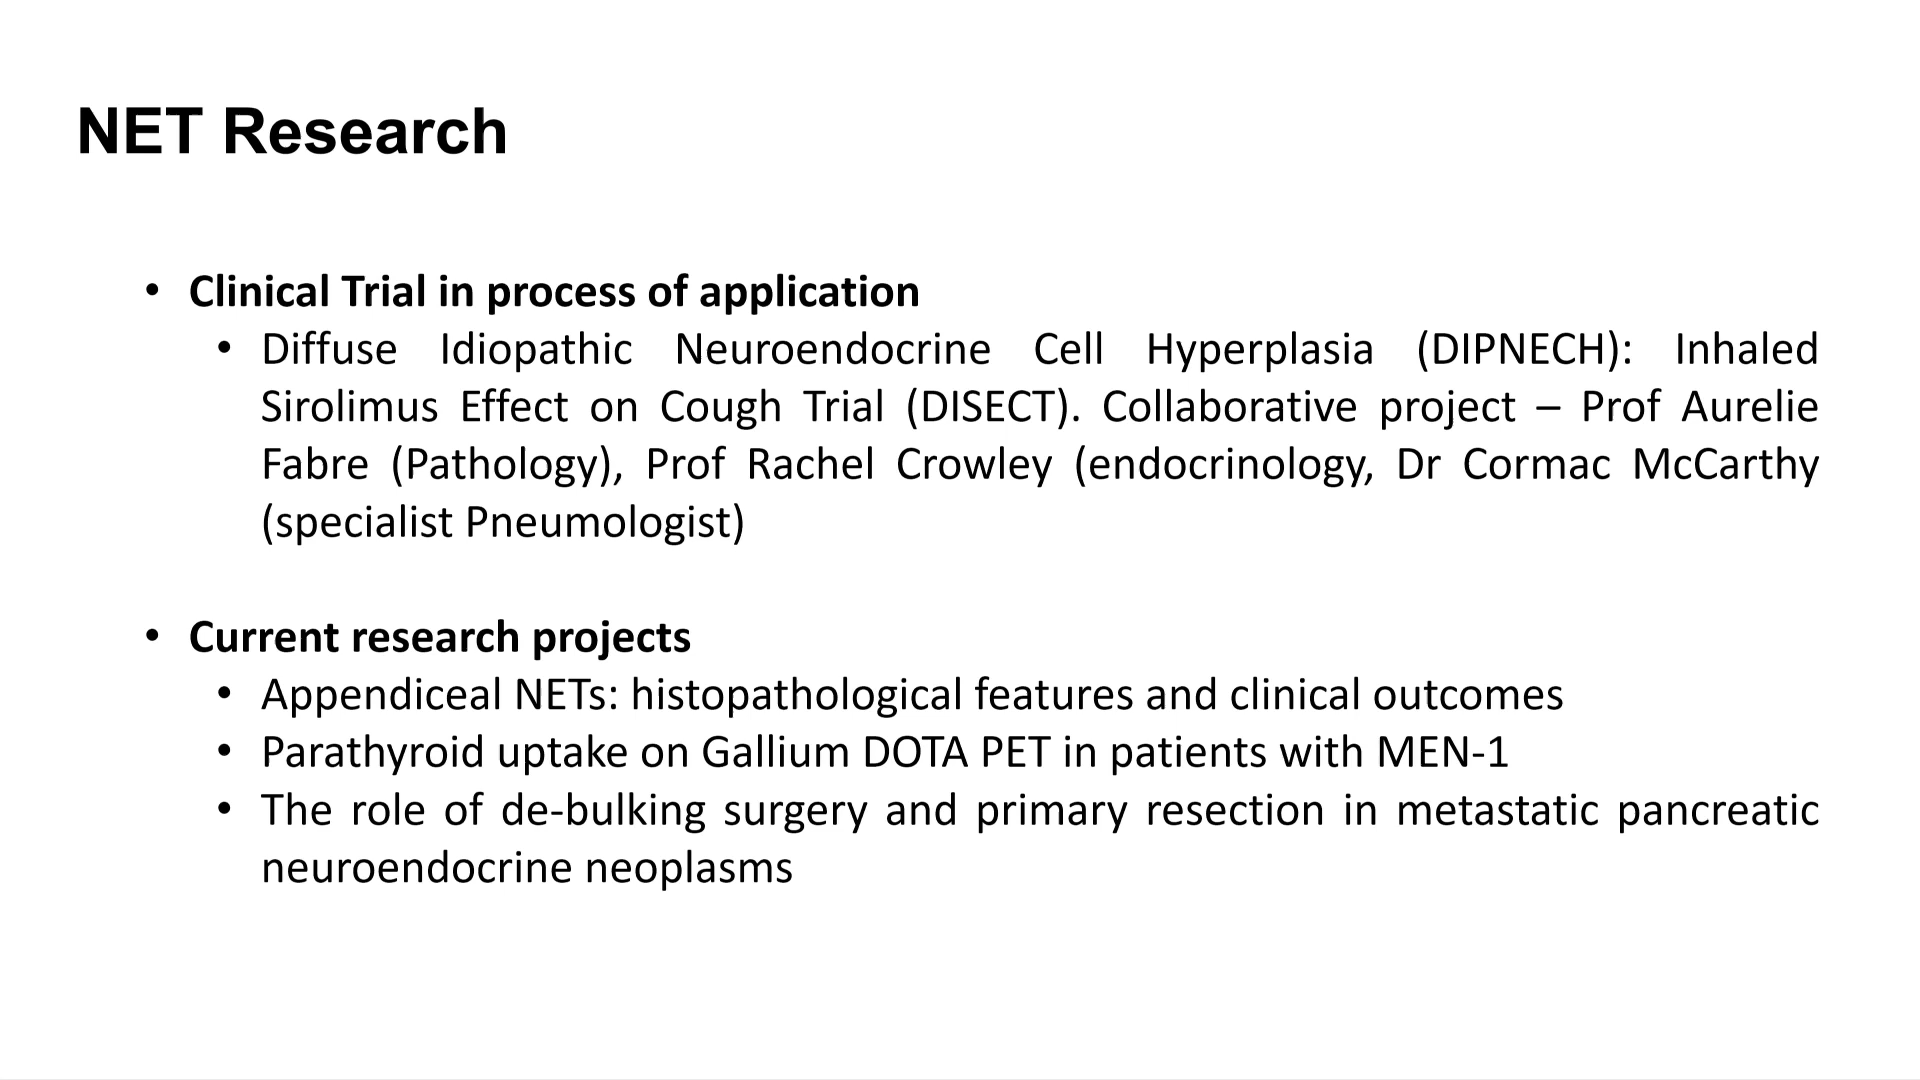 NET Research
• Clinical Trial in process of application
• Diffuse Idiopathic Neuroendocrine Cell Hyperplasia (DIPNECH): Inhaled
Sirolimus Effect on Cough Trial (DISECT). Collaborative project – Prof Aurelie
Fabre (Pathology), Prof Rachel Crowley (endocrinology, Dr Cormac McCarthy
(specialist Pneumologist)
• Current research projects
• Appendiceal NETs: histopathological features and clinical outcomes
• Parathyroid uptake on Gallium DOTA PET in patients with MEN-1
• The role of de-bulking surgery and primary resection in metastatic pancreatic
neuroendocrine neoplasms